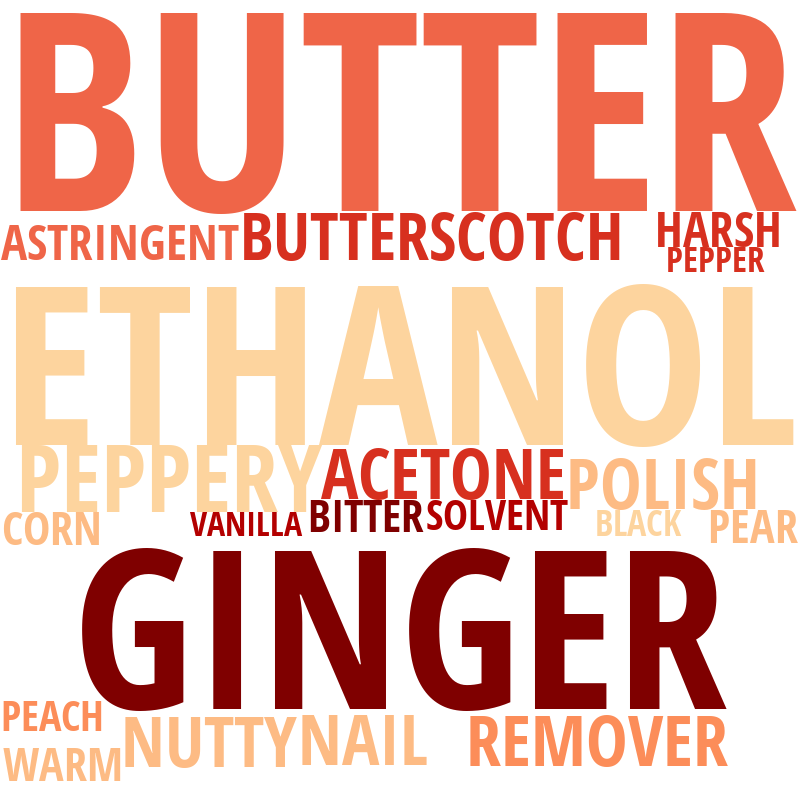 BUTTER
ASTRINGENT BUTTERSCOTCH HARSH
PEPPER
ETHANOL
PEPPERY ACETONE POLISH
CORN VANILLA BITTER SOLVENT BLACK PEAR
GINGER
PEACH
WARM NUTTY NAIL REMOVER